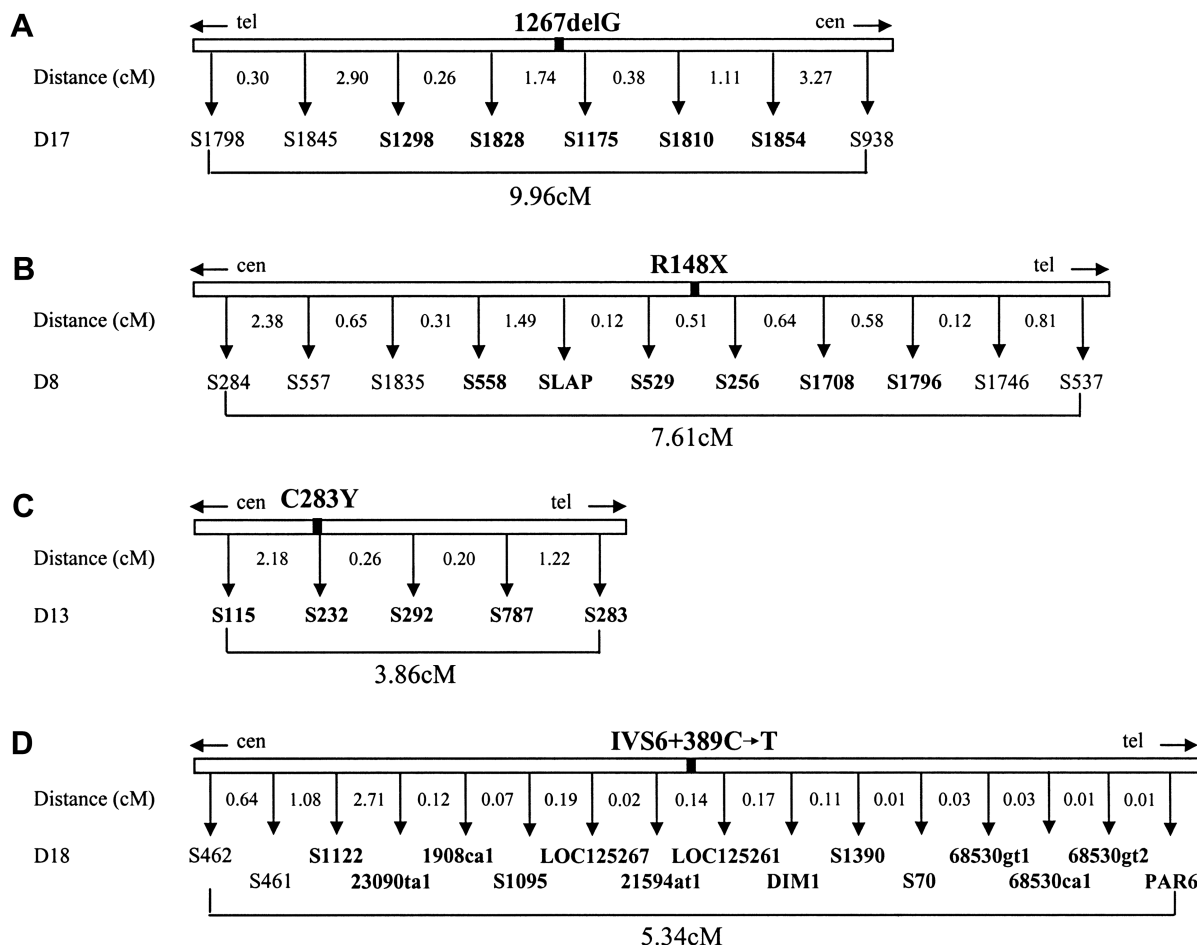 A
tel 1267delG cen
Distance (cM) 0.30 2.90 0.26 1.74 0.38 1.11 3.27
D17 S1798 S1845 S1298 S1828 S1175 S1810 S1854 S938
9.96cM
B
cen R148X tel
Distance (cM) 2.38 0.65 0.31 1.49 0.12 0.51 0.64 0.58 0.12 0.81
D8 S284 S557 S1835 S558 SLAP S529 S256 S1708 S1796 S1746 S537
7.61cM
C
cen C283Y tel
Distance (cM) 2.18 0.26 0.20 1.22
D13 S115 S232 S292 S787 S283
3.86cM
D
cen IVS6+389C→T tel
Distance (cM) 0.64 1.08 2.71 0.12 0.07 0.19 0.02 0.14 0.17 0.11 0.01 0.03 0.03 0.01 0.01
D18 S462 S1122 1908ca1 LOC125267 LOC125261 S1390 68530gt1 68530gt2
S461 23090ta1 S1095 21594at1 DIM1 S70 68530ca1 PAR6
5.34cM